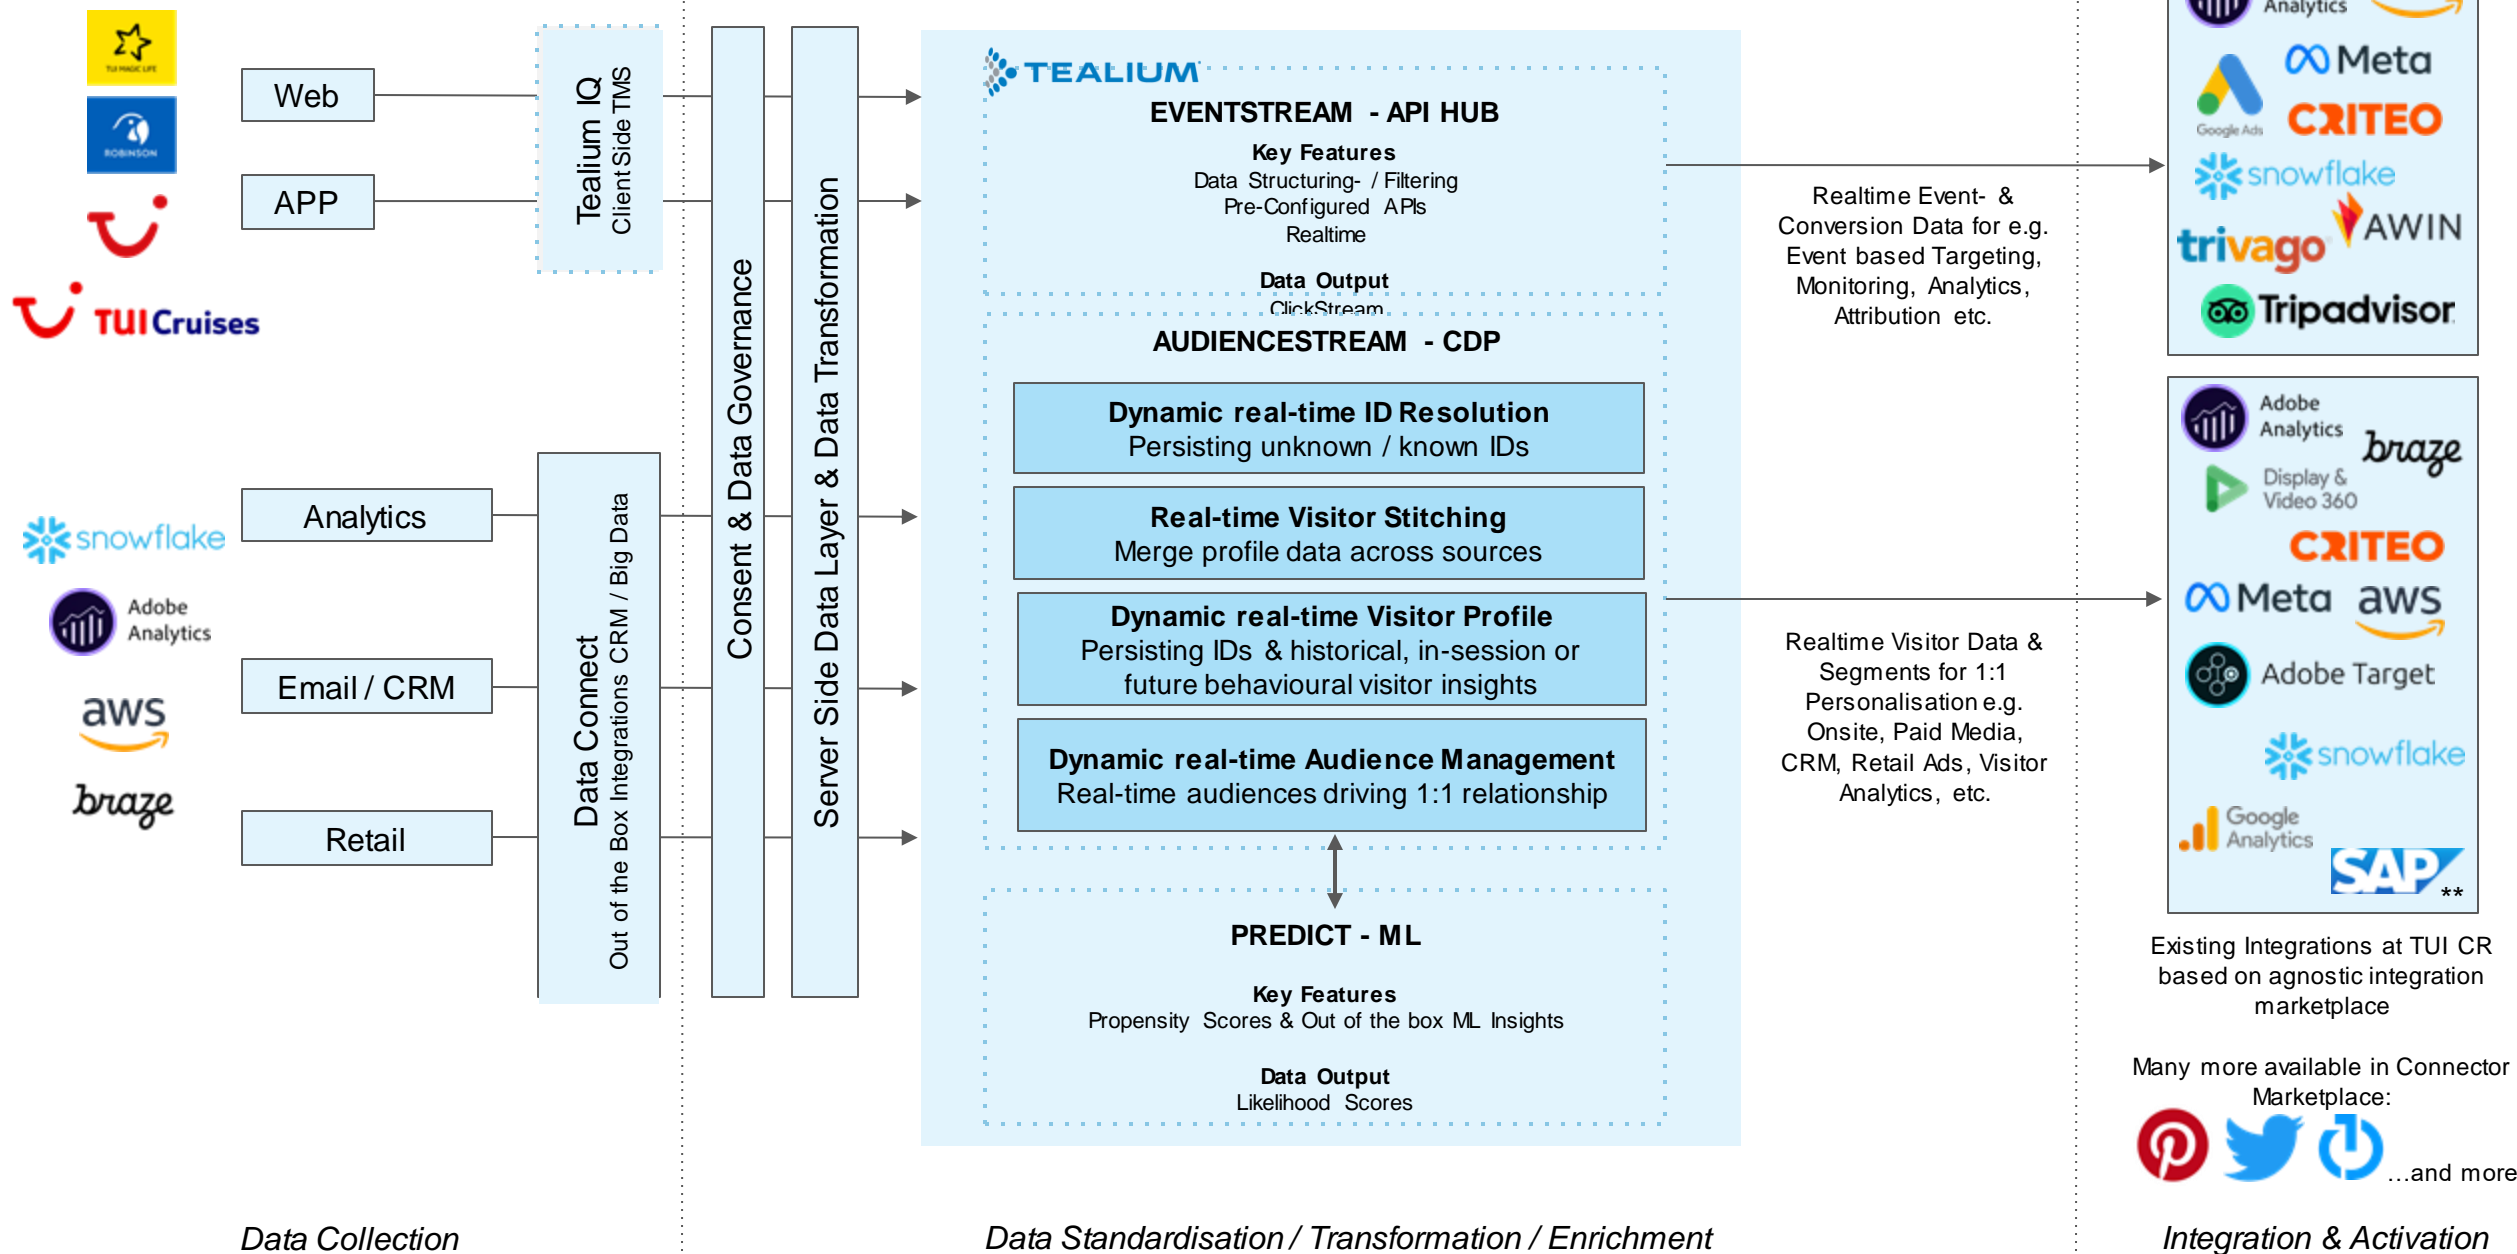 TUI MAGIC LIFE
ROBINSON
TUI Cruises
Web
APP
Tealium IQ
Client Side TMS
snowflake
Adobe
Analytics
aws
braze
Analytics
Email / CRM
Retail
Data Connect
Out of the Box Integrations CRM / Big Data
Consent & Data Governance
Server Side Data Layer & Data Transformation
TEALIUM
EVENTSTREAM - API HUB
Key Features
Data Structuring- / Filtering
Pre-Configured APIs
Realtime
Data Output
ClickStream
AUDIENCESTREAM - CDP
Dynamic real-time ID Resolution
Persisting unknown / known IDs
Real-time Visitor Stitching
Merge profile data across sources
Dynamic real-time Visitor Profile
Persisting IDs & historical, in-session or
future behavioural visitor insights
Dynamic real-time Audience Management
Real-time audiences driving 1:1 relationship
PREDICT - ML
Key Features
Propensity Scores & Out of the box ML Insights
Data Output
Likelihood Scores
Realtime Event- &
Conversion Data for e.g.
Event based Targeting,
Monitoring, Analytics,
Attribution etc.
Realtime Visitor Data &
Segments for 1:1
Personalisation e.g.
Onsite, Paid Media,
CRM, Retail Ads, Visitor
Analytics, etc.
Analytics
Meta
Google Ads
CRITEO
snowflake
AWIN
trivago
Tripadvisor
Adobe
Analytics
braze
Display &
Video 360
CRITEO
Meta
aws
Adobe Target
snowflake
Google
Analytics
SAP
**
Existing Integrations at TUI CR
based on agnostic integration
marketplace
Many more available in Connector
Marketplace:
...and more
Data Collection
Data Standardisation / Transformation / Enrichment
Integration & Activation